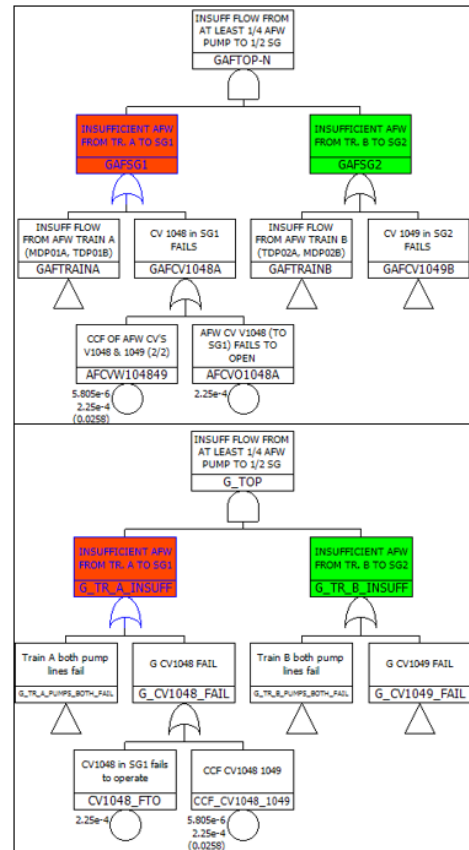 INSUFF FLOW FROM
AT LEAST 1/4 AFW
PUMP TO 1/2 SG
GAFTOP-N
INSUFFICIENT AFW
FROM TR. A TO SG1
GAFSG1
INSUFFICIENT AFW
FROM TR. B TO SG2
GAFSG2
INSUFF FLOW
FROM AFW TRAIN A
(MDP01A, TDP01B)
GAFTRAINA
CV 1048 in SG1
FAILS
GAFCV1048A
INSUFF FLOW
FROM AFW TRAIN B
(TDP02A, MDP02B)
GAFTRAINB
CV 1049 in SG2
FAILS
GAFCV1049B
CCF OF AFW CV'S
V1048 & 1049 (2/2)
AFCVW104849
5.805e-6
2.25e-4
(0.0258)
AFW CV V1048 (TO
SG1) FAILS TO
OPEN
AFCVO1048A
2.25e-4
INSUFF FLOW FROM
AT LEAST 1/4 AFW
PUMP TO 1/2 SG
G_TOP
INSUFFICIENT AFW
FROM TR. A TO SG1
G_TR_A_INSUFF
INSUFFICIENT AFW
FROM TR. B TO SG2
G_TR_B_INSUFF
Train A both pump
lines fail
G_TR_A_PUMPS_BOTH_FAIL
G CV1048 FAIL
G_CV1048_FAIL
Train B both pump
lines fail
G_TR_B_PUMPS_BOTH_FAIL
G CV1049 FAIL
G_CV1049_FAIL
CV1048 in SG1 fails
to operate
CV1048_FTO
2.25e-4
CCF CV1048 1049
CCF_CV1048_1049
5.805e-6
2.25e-4
(0.0258)